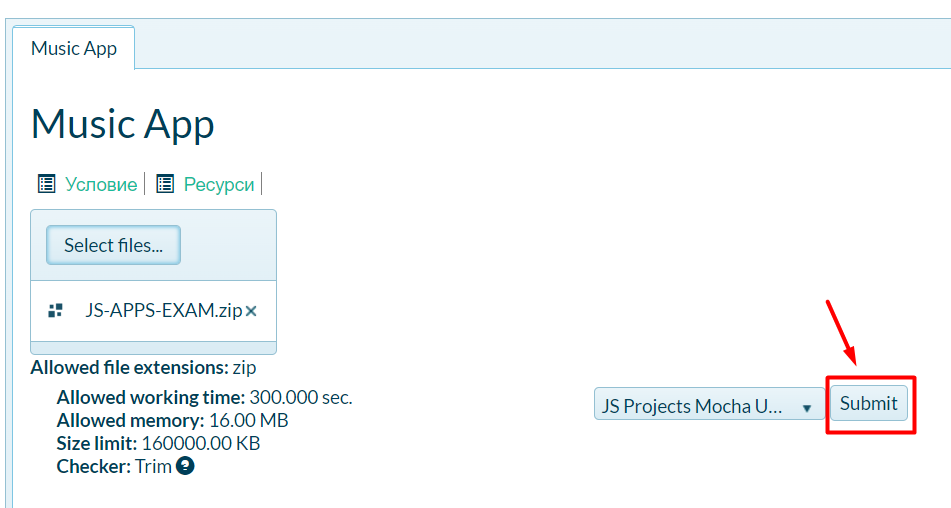 Music App
Music App
Условие Ресурси
Select files...
JS-APPS-EXAM.zip
Allowed file extensions: zip
Allowed working time: 300.000 sec.
Allowed memory: 16.00 MB
Size limit: 160000.00 KB
Checker: Trim ?
JS Projects Mocha U... Submit